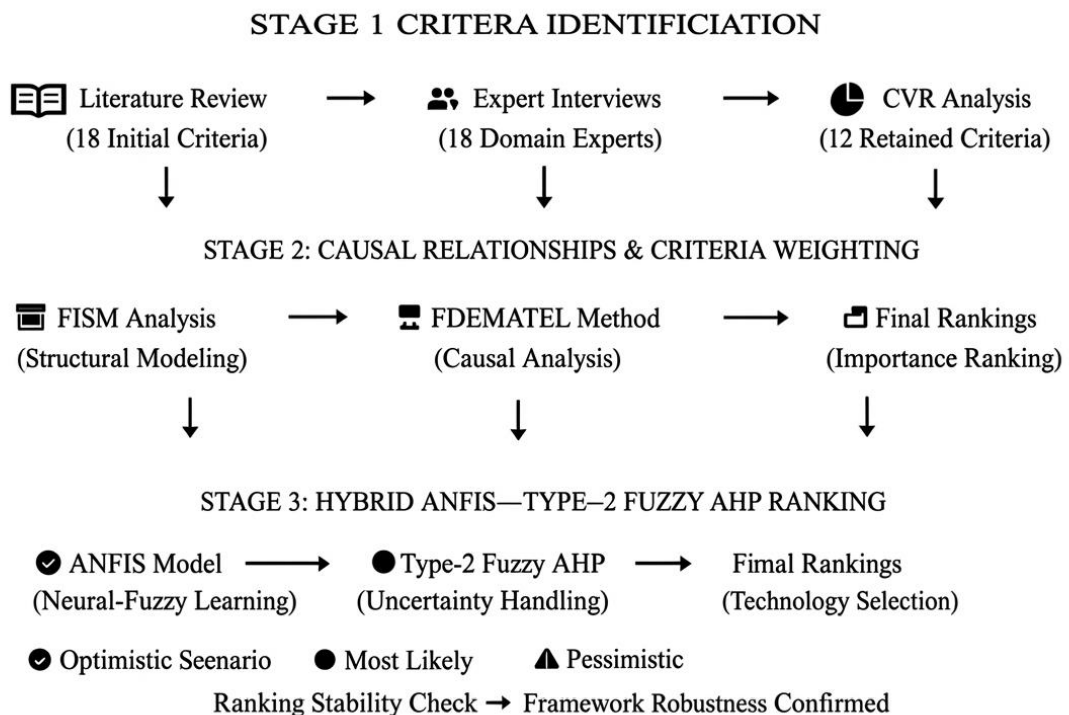 STAGE 1 CRITERA IDENTIFICIATION
Literature Review → Expert Interviews → CVR Analysis
(18 Initial Criteria) (18 Domain Experts) (12 Retained Criteria)
STAGE 2: CAUSAL RELATIONSHIPS & CRITERIA WEIGHTING
FISM Analysis → FDEMATEL Method → Final Rankings
(Structural Modeling) (Causal Analysis) (Importance Ranking)
STAGE 3: HYBRID ANFIS—TYPE–2 FUZZY AHP RANKING
ANFIS Model → Type-2 Fuzzy AHP → Fimal Rankings
(Neural-Fuzzy Learning) (Uncertainty Handling) (Technology Selection)
Optimistic Seenario Most Likely Pessimistic
Ranking Stability Check → Framework Robustness Confirmed